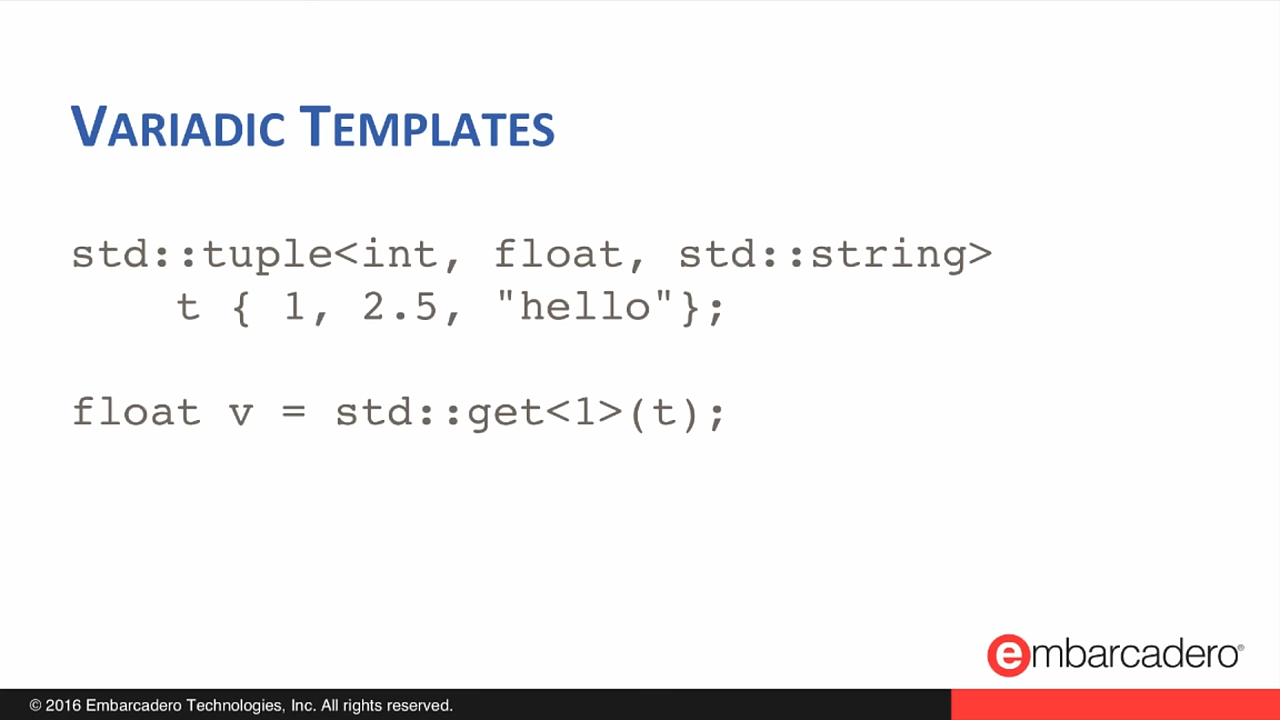 VARIADIC TEMPLATES
std::tuple<int, float, std::string>
    t { 1, 2.5, "hello"};
float v = std::get<1>(t);
embarcadero®
© 2016 Embarcadero Technologies, Inc. All rights reserved.